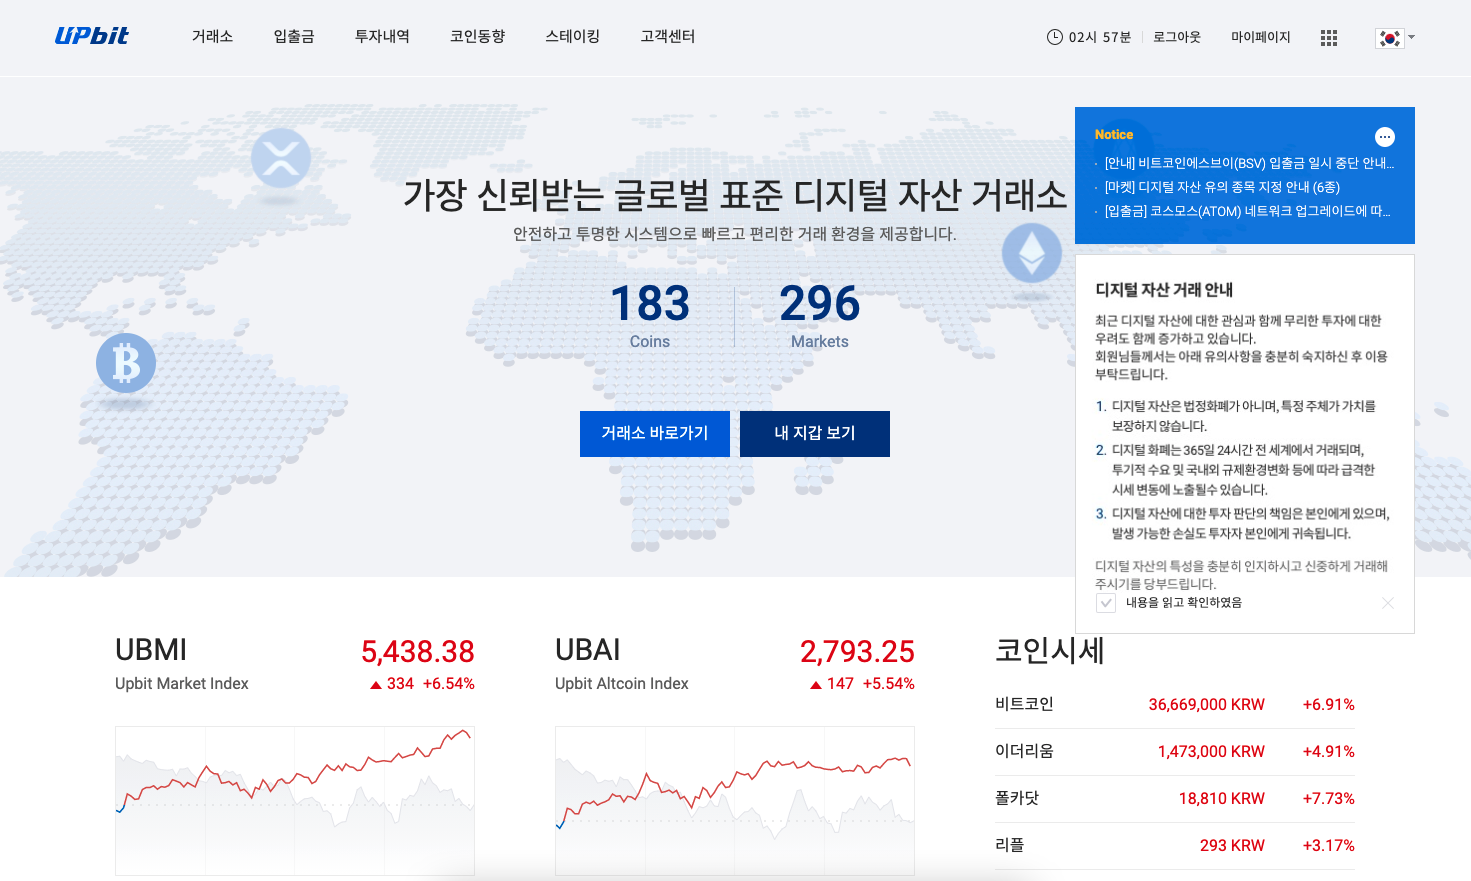 UPbit
거래소 입출금 투자내역 코인동향 스테이킹 고객센터
02시 57분 로그아웃 마이페이지
가장 신뢰받는 글로벌 표준 디지털 자산 거래소
안전하고 투명한 시스템으로 빠르고 편리한 거래 환경을 제공합니다.
183 296
Coins Markets
거래소 바로가기 내 지갑 보기
Notice
· [안내] 비트코인에스브이(BSV) 입출금 일시 중단 안내...
· [마켓] 디지털 자산 유의 종목 지정 안내 (6종)
· [입출금] 코스모스(ATOM) 네트워크 업그레이드에 따...
디지털 자산 거래 안내
최근 디지털 자산에 대한 관심과 함께 무리한 투자에 대한
우려도 함께 증가하고 있습니다.
회원님들께서는 아래 유의사항을 충분히 숙지하신 후 이용
부탁드립니다.
1. 디지털 자산은 법정화폐가 아니며, 특정 주체가 가치를
보장하지 않습니다.
2. 디지털 화폐는 365일 24시간 전 세계에서 거래되며,
투기적 수요 및 국내외 규제환경변화 등에 따라 급격한
시세 변동에 노출될수 있습니다.
3. 디지털 자산에 대한 투자 판단의 책임은 본인에게 있으며,
발생 가능한 손실도 투자자 본인에게 귀속됩니다.
디지털 자산의 특성을 충분히 인지하시고 신중하게 거래해
주시기를 당부드립니다.
내용을 읽고 확인하였음
UBMI 5,438.38
Upbit Market Index ▲ 334 +6.54%
UBAI 2,793.25
Upbit Altcoin Index ▲ 147 +5.54%
코인시세
비트코인 36,669,000 KRW +6.91%
이더리움 1,473,000 KRW +4.91%
폴카닷 18,810 KRW +7.73%
리플 293 KRW +3.17%